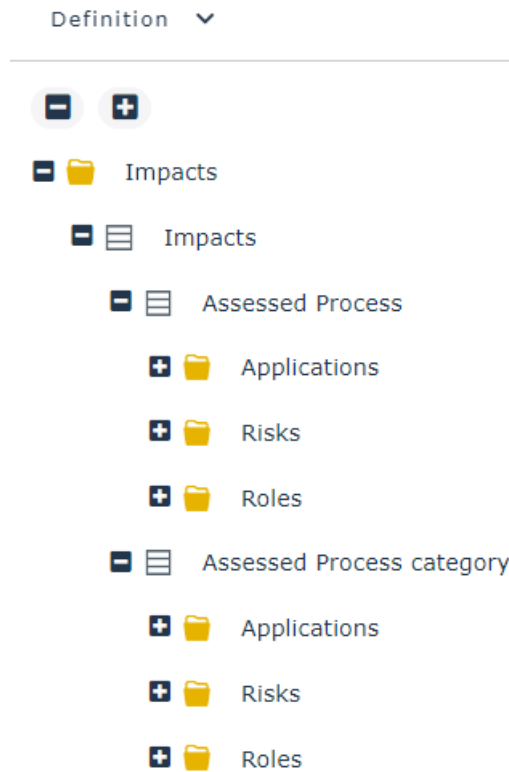 Definition
Impacts
Impacts
Assessed Process
Applications
Risks
Roles
Assessed Process category
Applications
Risks
Roles